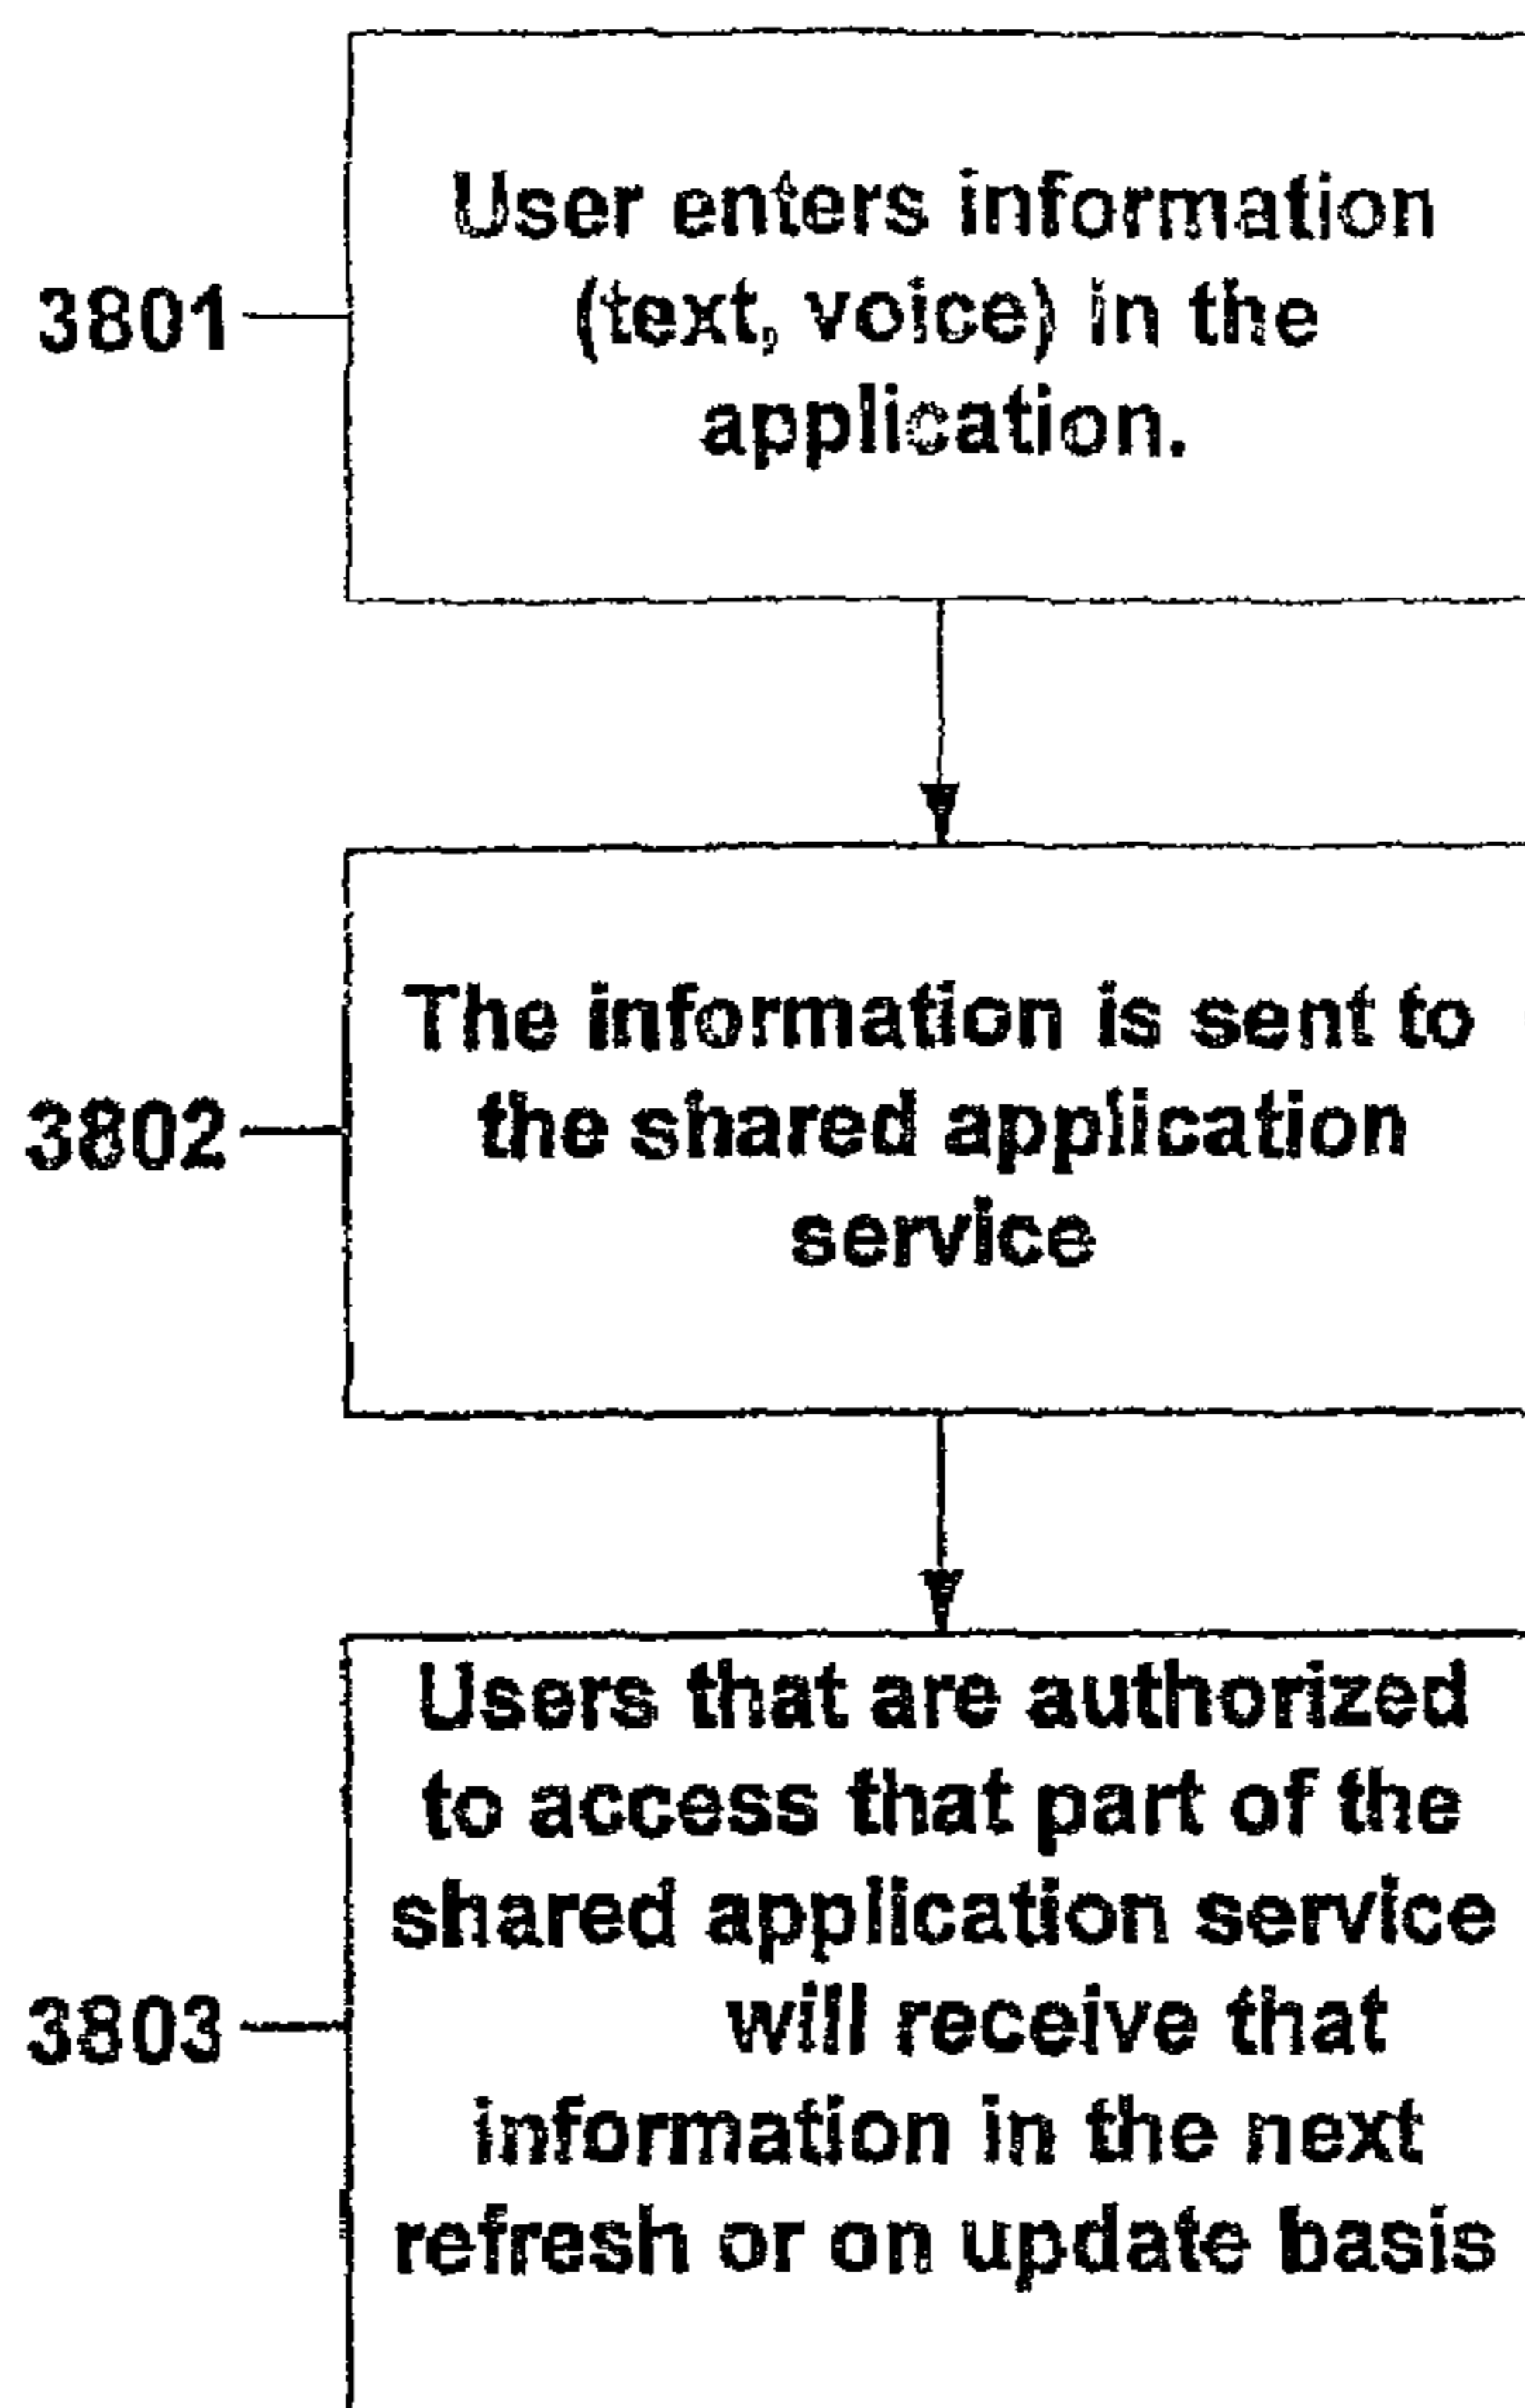 User enters information
3801
(text, voice) in the
application.
The information is sent to
3802
the shared application
service
Users that are authorized
to access that part of the
shared application service
3803
will receive that
information in the next
refresh or on update basis